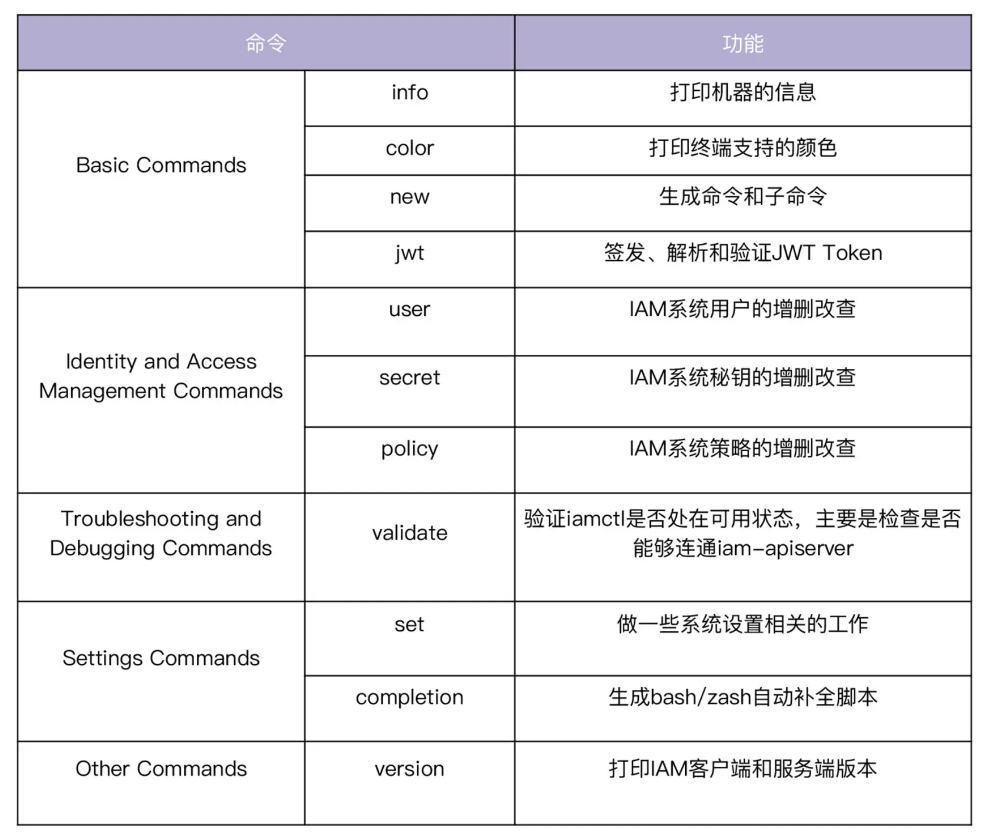 命令
功能
Basic Commands
info
打印机器的信息
color
打印终端支持的颜色
new
生成命令和子命令
jwt
签发、解析和验证JWT Token
Identity and Access
Management Commands
user
IAM系统用户的增删改查
secret
IAM系统秘钥的增删改查
policy
IAM系统策略的增删改查
Troubleshooting and
Debugging Commands
validate
验证iamctl是否处在可用状态，主要是检查是否
能够连通iam-apiserver
Settings Commands
set
做一些系统设置相关的工作
completion
生成bash/zash自动补全脚本
Other Commands
version
打印IAM客户端和服务端版本